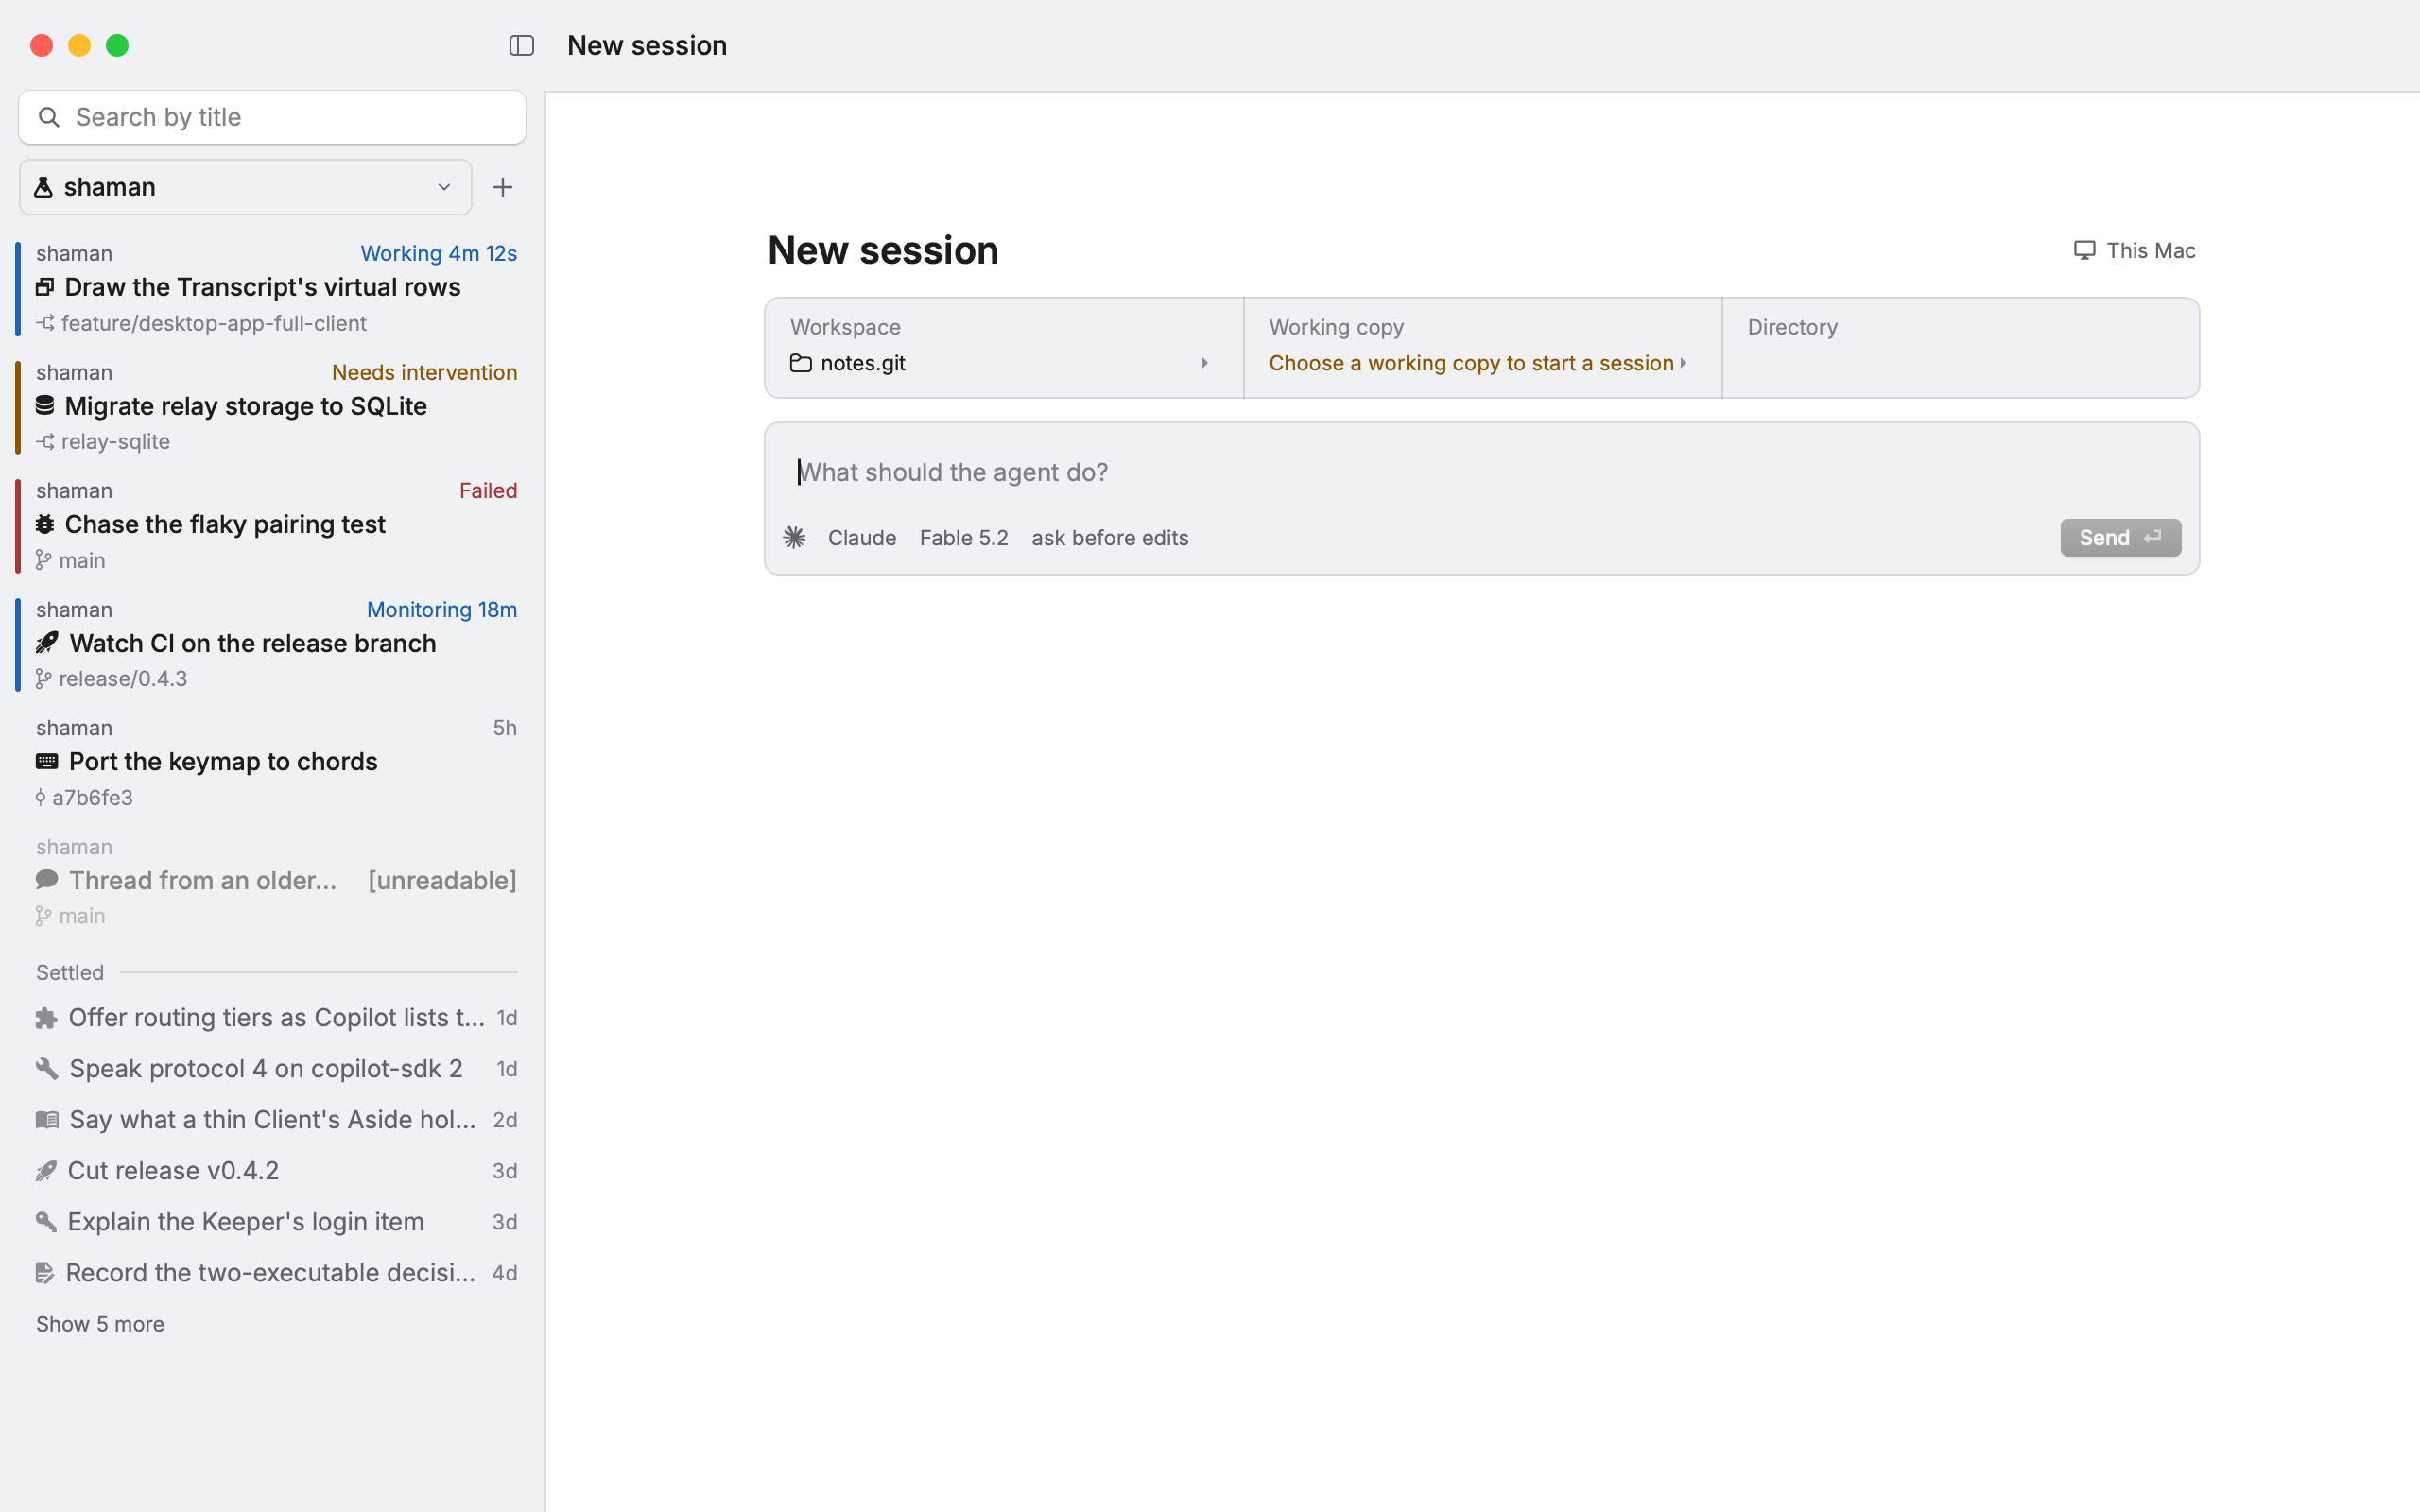 New session
Search by title
shaman
shaman Working 4m 12s
Draw the Transcript's virtual rows
feature/desktop-app-full-client
shaman Needs intervention
Migrate relay storage to SQLite
relay-sqlite
shaman Failed
Chase the flaky pairing test
main
shaman Monitoring 18m
Watch CI on the release branch
release/0.4.3
shaman 5h
Port the keymap to chords
a7b6fe3
shaman
Thread from an older... [unreadable]
main
Settled
Offer routing tiers as Copilot lists t... 1d
Speak protocol 4 on copilot-sdk 2 1d
Say what a thin Client's Aside hol... 2d
Cut release v0.4.2 3d
Explain the Keeper's login item 3d
Record the two-executable decisi... 4d
Show 5 more
New session This Mac
Workspace Working copy Directory
notes.git Choose a working copy to start a session
What should the agent do?
Claude Fable 5.2 ask before edits Send